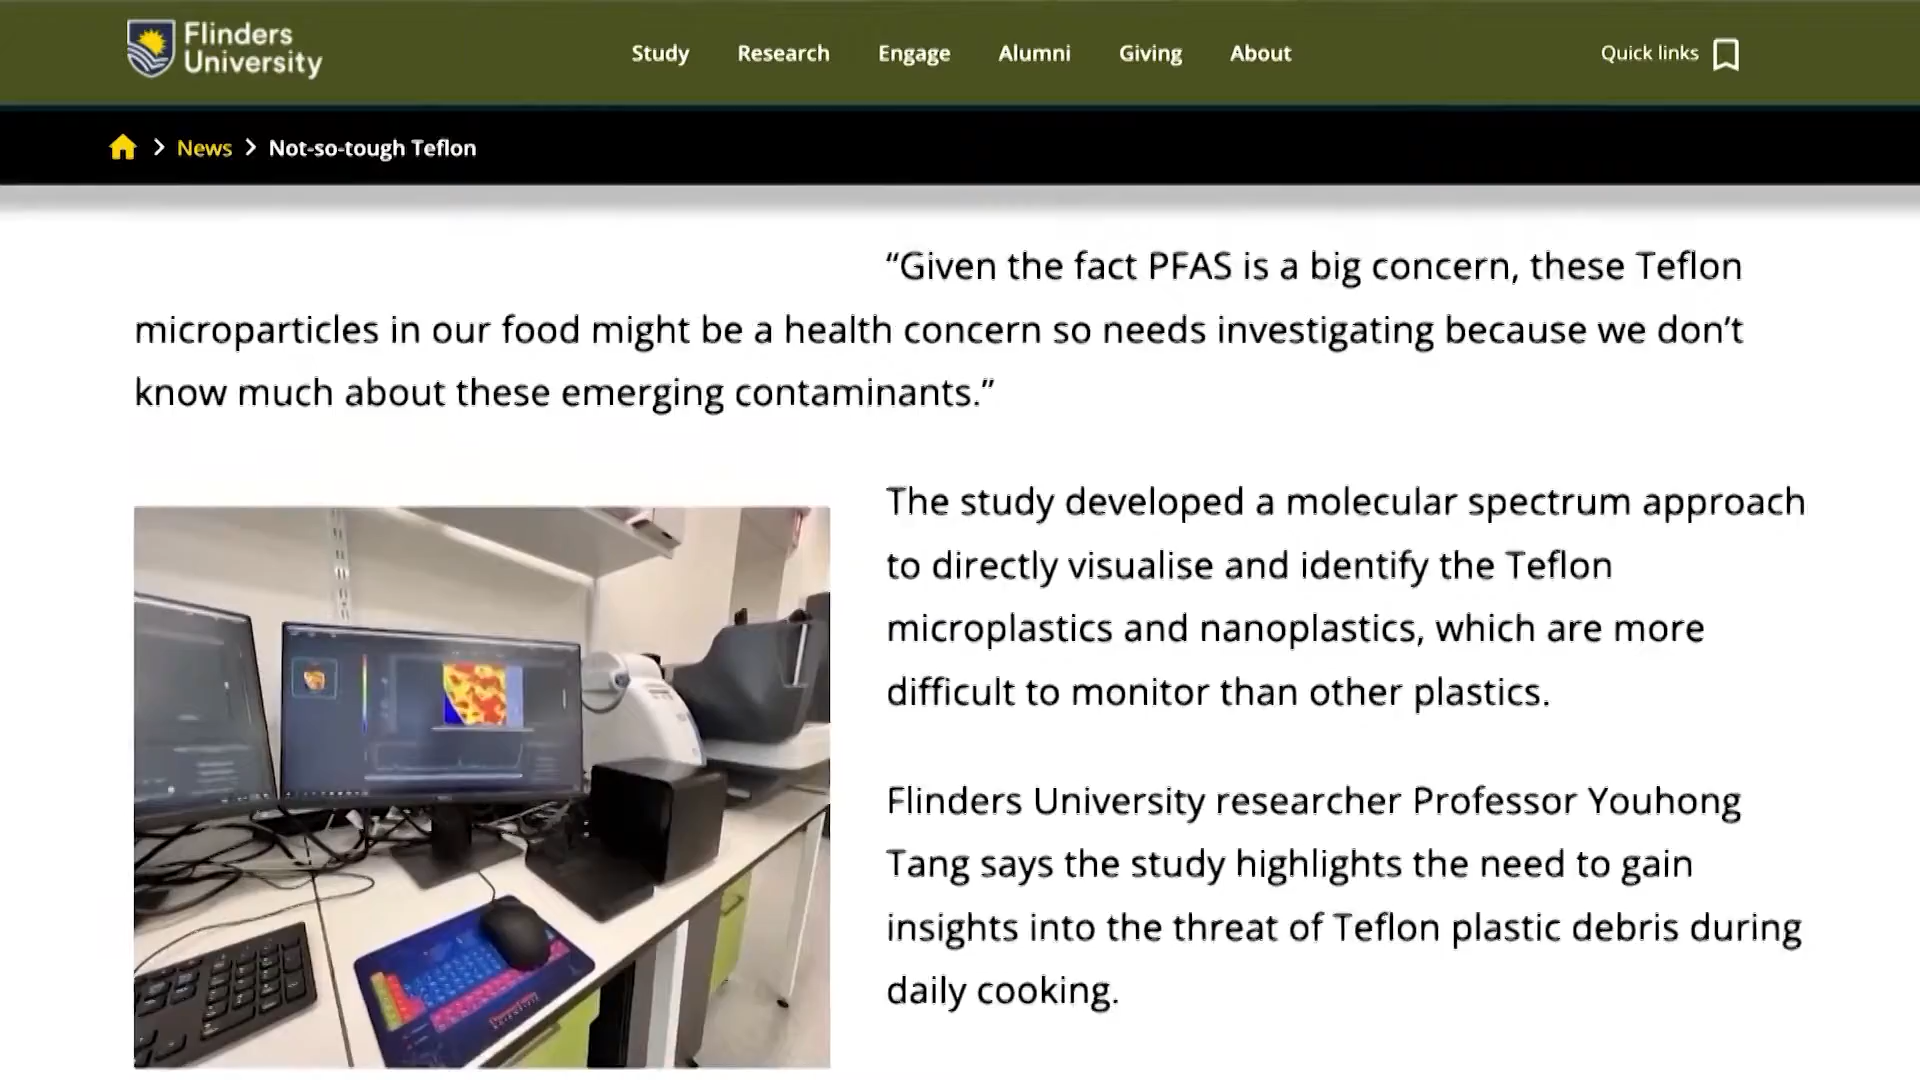 Flinders
University
Study Research Engage Alumni Giving About
Quick links
News > Not-so-tough Teflon
“Given the fact PFAS is a big concern, these Teflon
microparticles in our food might be a health concern so needs investigating because we don’t
know much about these emerging contaminants.”
The study developed a molecular spectrum approach
to directly visualise and identify the Teflon
microplastics and nanoplastics, which are more
difficult to monitor than other plastics.
Flinders University researcher Professor Youhong
Tang says the study highlights the need to gain
insights into the threat of Teflon plastic debris during
daily cooking.